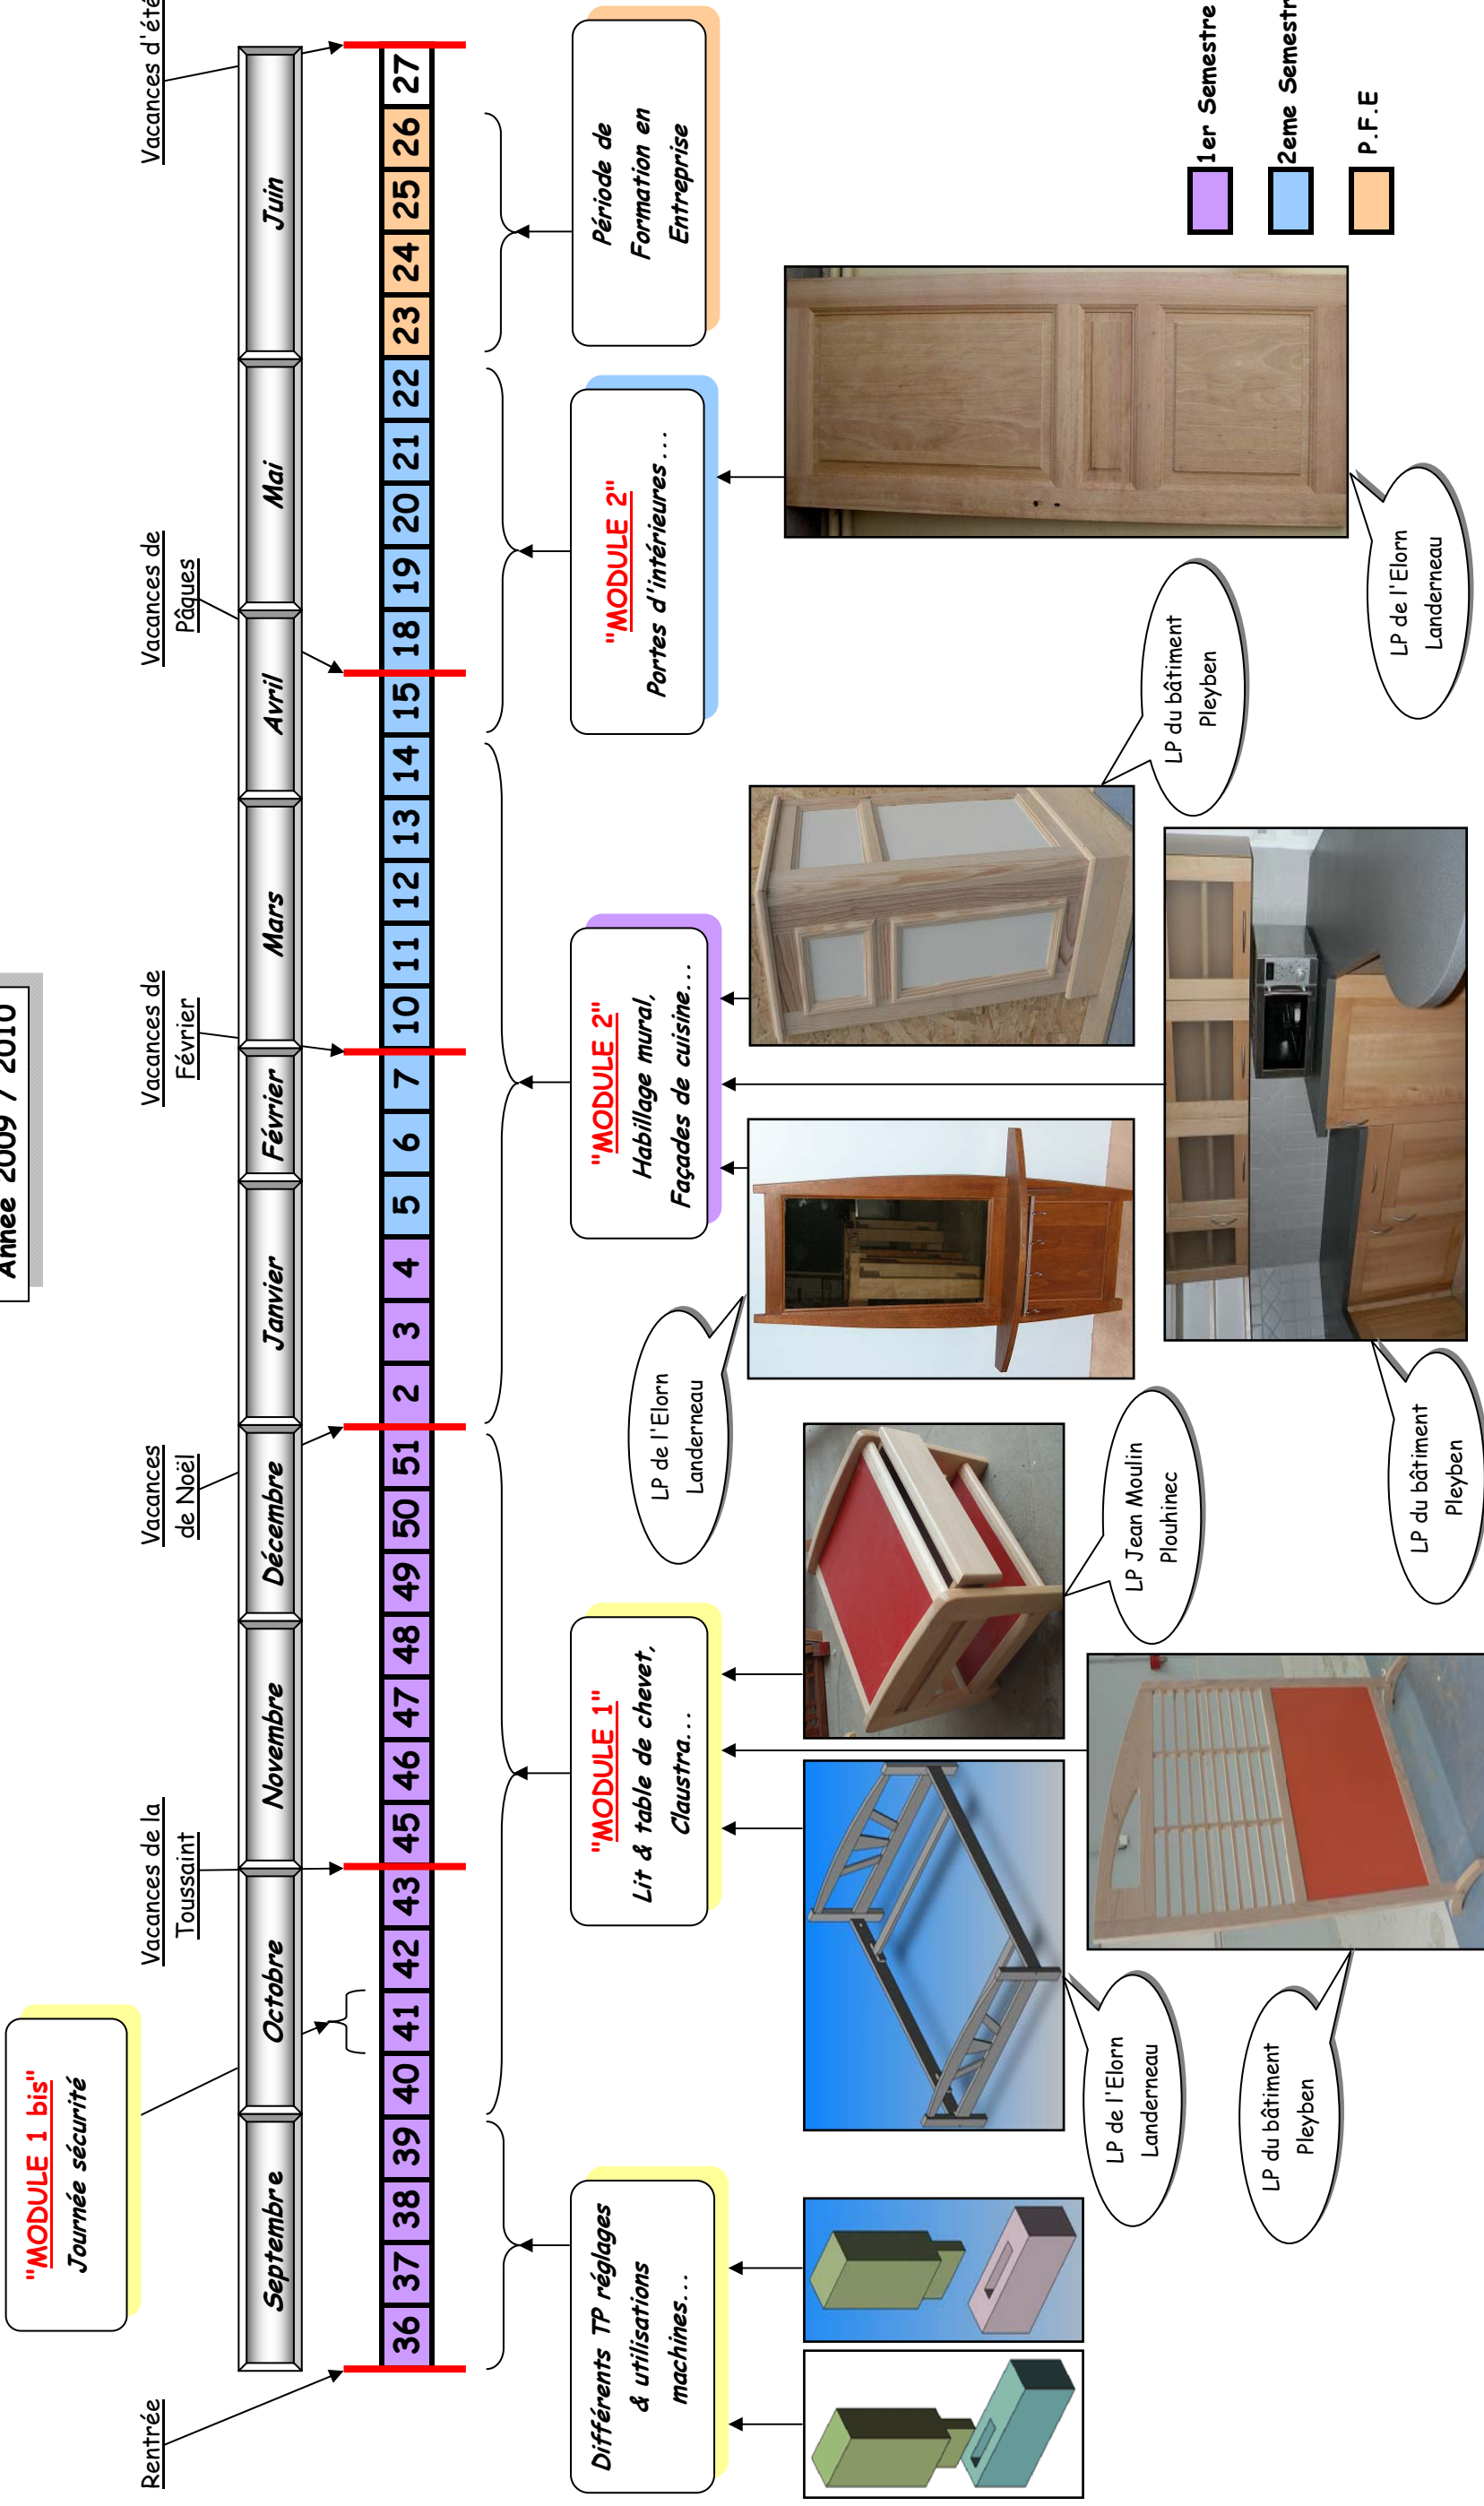 Année 2009 / 2010
"MODULE 1 bis"
Journée sécurité
Rentrée
Vacances de la
Toussaint
Vacances
de Noël
Vacances de
Février
Vacances de
Pâques
Vacances d'été
Septembre Octobre Novembre Décembre Janvier Février Mars Avril Mai Juin
36 37 38 39 40 41 42 43 45 46 47 48 49 50 51 2 3 4 5 6 7 10 11 12 13 14 15 18 19 20 21 22 23 24 25 26 27
Différents TP réglages
& utilisations
machines...
"MODULE 1"
Lit & table de chevet,
Claustra...
"MODULE 2"
Habillage mural,
Façades de cuisine...
"MODULE 2"
Portes d'intérieures...
Période de
Formation en
Entreprise
LP de l'Elorn
Landerneau
LP du bâtiment
Pleyben
LP Jean Moulin
Plouhinec
LP de l'Elorn
Landerneau
LP du bâtiment
Pleyben
LP du bâtiment
Pleyben
LP de l'Elorn
Landerneau
1er Semestre
2eme Semestr
P.F.E